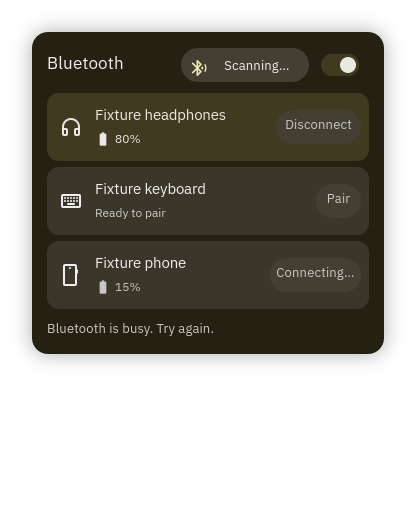 Bluetooth
Scanning...
Fixture headphones
80%
Disconnect
Fixture keyboard
Ready to pair
Pair
Fixture phone
15%
Connecting...
Bluetooth is busy. Try again.